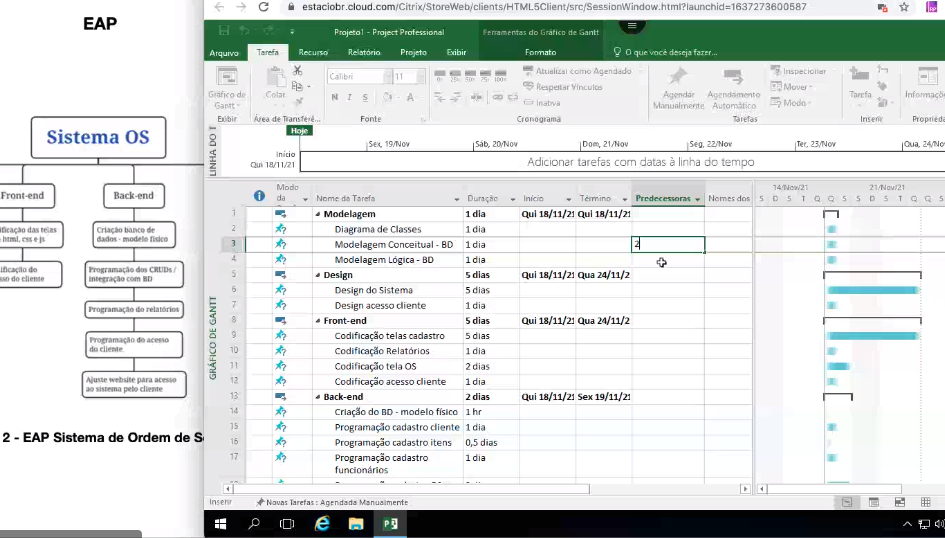 EAP
Sistema OS
Front-end
Back-end
Criação banco de
dados - modelo físico
Programação dos CRUDs /
integração com BD
Programação do relatórios
Programação do acesso
do cliente
Ajuste website para acesso
ao sistema pelo cliente
html, css e js
so do cliente
2 - EAP Sistema de Ordem de S
estaciobr.cloud.com/Citrix/StoreWeb/clients/HTML5Client/src/SessionWindow.html?launchid=1637273600587
Projeto1 - Project Professional
Ferramentas do Gráfico de Gantt
Arquivo Tarefa Recurso Relatório Projeto Exibir Formato O que você deseja fazer...
Gráfico de
Gantt
Exibir
Colar
Área de Transferê...
Calibri 11
N I S
Fonte
0% 25% 50% 75% 100%
Atualizar como Agendado
Respeitar Vínculos
Inativa
Cronograma
Agendar
Manualmente
Agendamento
Automático
Inspecionar
Mover
Modo
Tarefas
Tarefa
Inserir
Informaçõ
Proprieda
Hoje
LINHA DO T
Início
Qui 18/11/21
Sex, 19/Nov Sáb, 20/Nov Dom, 21/Nov Seg, 22/Nov Ter, 23/Nov Qua, 24/Nov
Adicionar tarefas com datas à linha do tempo
GRÁFICO DE GANTT
Modo
da
Nome da Tarefa Duração Início Término Predecessoras Nomes dos
14/Nov/21 21/Nov/21
S D S T Q Q S S D S T Q Q S
1 Modelagem 1 dia Qui 18/11/21 Qui 18/11/21
2 Diagrama de Classes 1 dia
3 Modelagem Conceitual - BD 1 dia 2
4 Modelagem Lógica - BD 1 dia
5 Design 5 dias Qui 18/11/21 Qua 24/11/2
6 Design do Sistema 5 dias
7 Design acesso cliente 1 dia
8 Front-end 5 dias Qui 18/11/21 Qua 24/11/2
9 Codificação telas cadastro 5 dias
10 Codificação Relatórios 1 dia
11 Codificação tela OS 2 dias
12 Codificação acesso cliente 1 dia
13 Back-end 2 dias Qui 18/11/21 Sex 19/11/2
14 Criação do BD - modelo físico 1 hr
15 Programação cadastro cliente 1 dia
16 Programação cadastro itens 0,5 dias
17 Programação cadastro
funcionários 1 dia
Inserir Novas Tarefas : Agendada Manualmente